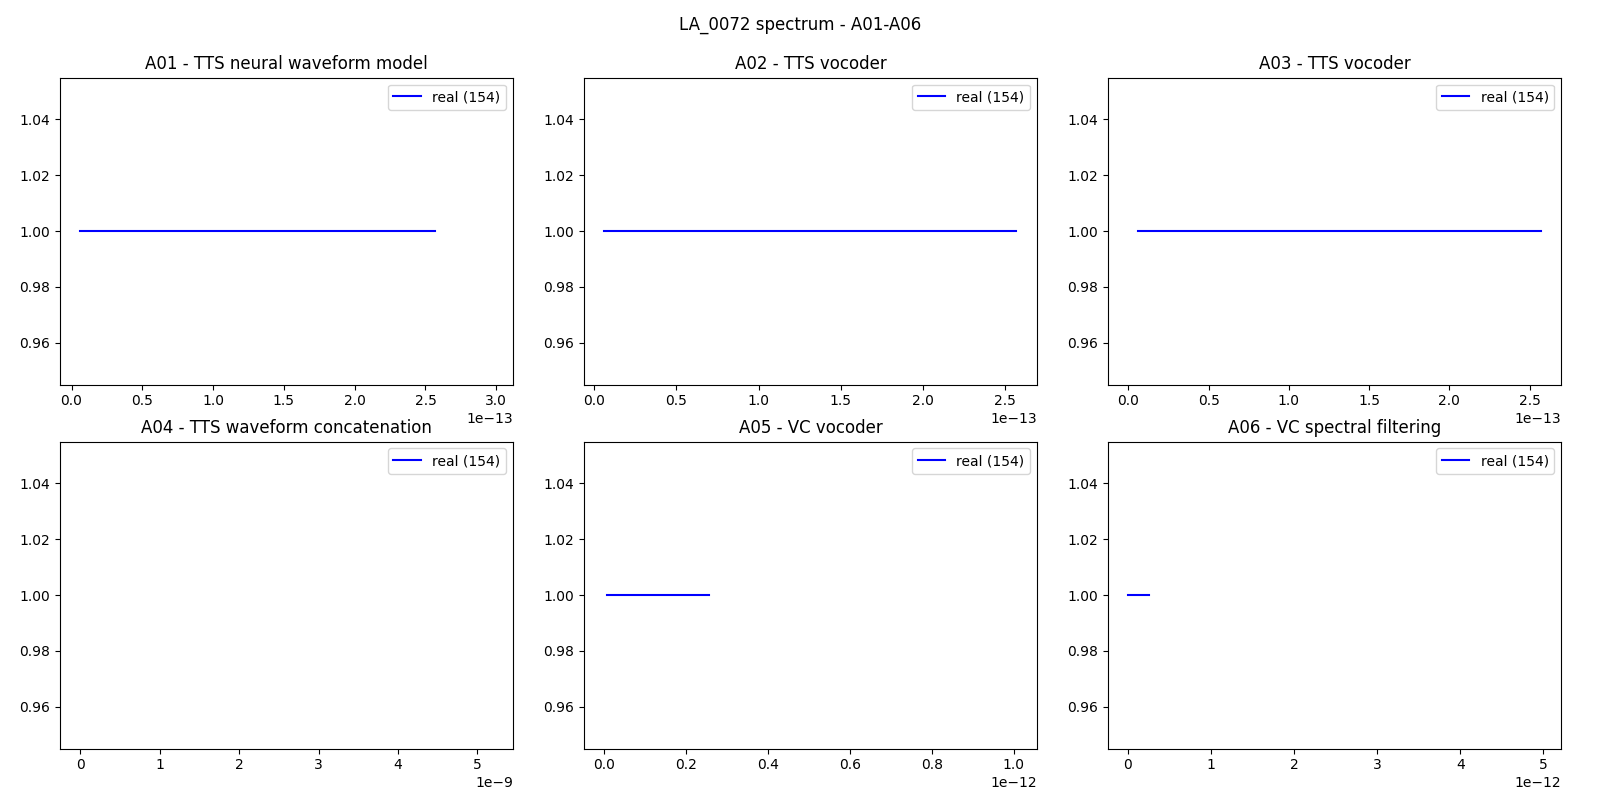 LA_0072 spectrum - A01-A06
A01 - TTS neural waveform model
real (154)
1.04
1.02
1.00
0.98
0.96
0.0 0.5 1.0 1.5 2.0 2.5 3.0
1e−13
A02 - TTS vocoder
real (154)
1.04
1.02
1.00
0.98
0.96
0.0 0.5 1.0 1.5 2.0 2.5
1e−13
A03 - TTS vocoder
real (154)
1.04
1.02
1.00
0.98
0.96
0.0 0.5 1.0 1.5 2.0 2.5
1e−13
A04 - TTS waveform concatenation
real (154)
1.04
1.02
1.00
0.98
0.96
0 1 2 3 4 5
1e−9
A05 - VC vocoder
real (154)
1.04
1.02
1.00
0.98
0.96
0.0 0.2 0.4 0.6 0.8 1.0
1e−12
A06 - VC spectral filtering
real (154)
1.04
1.02
1.00
0.98
0.96
0 1 2 3 4 5
1e−12